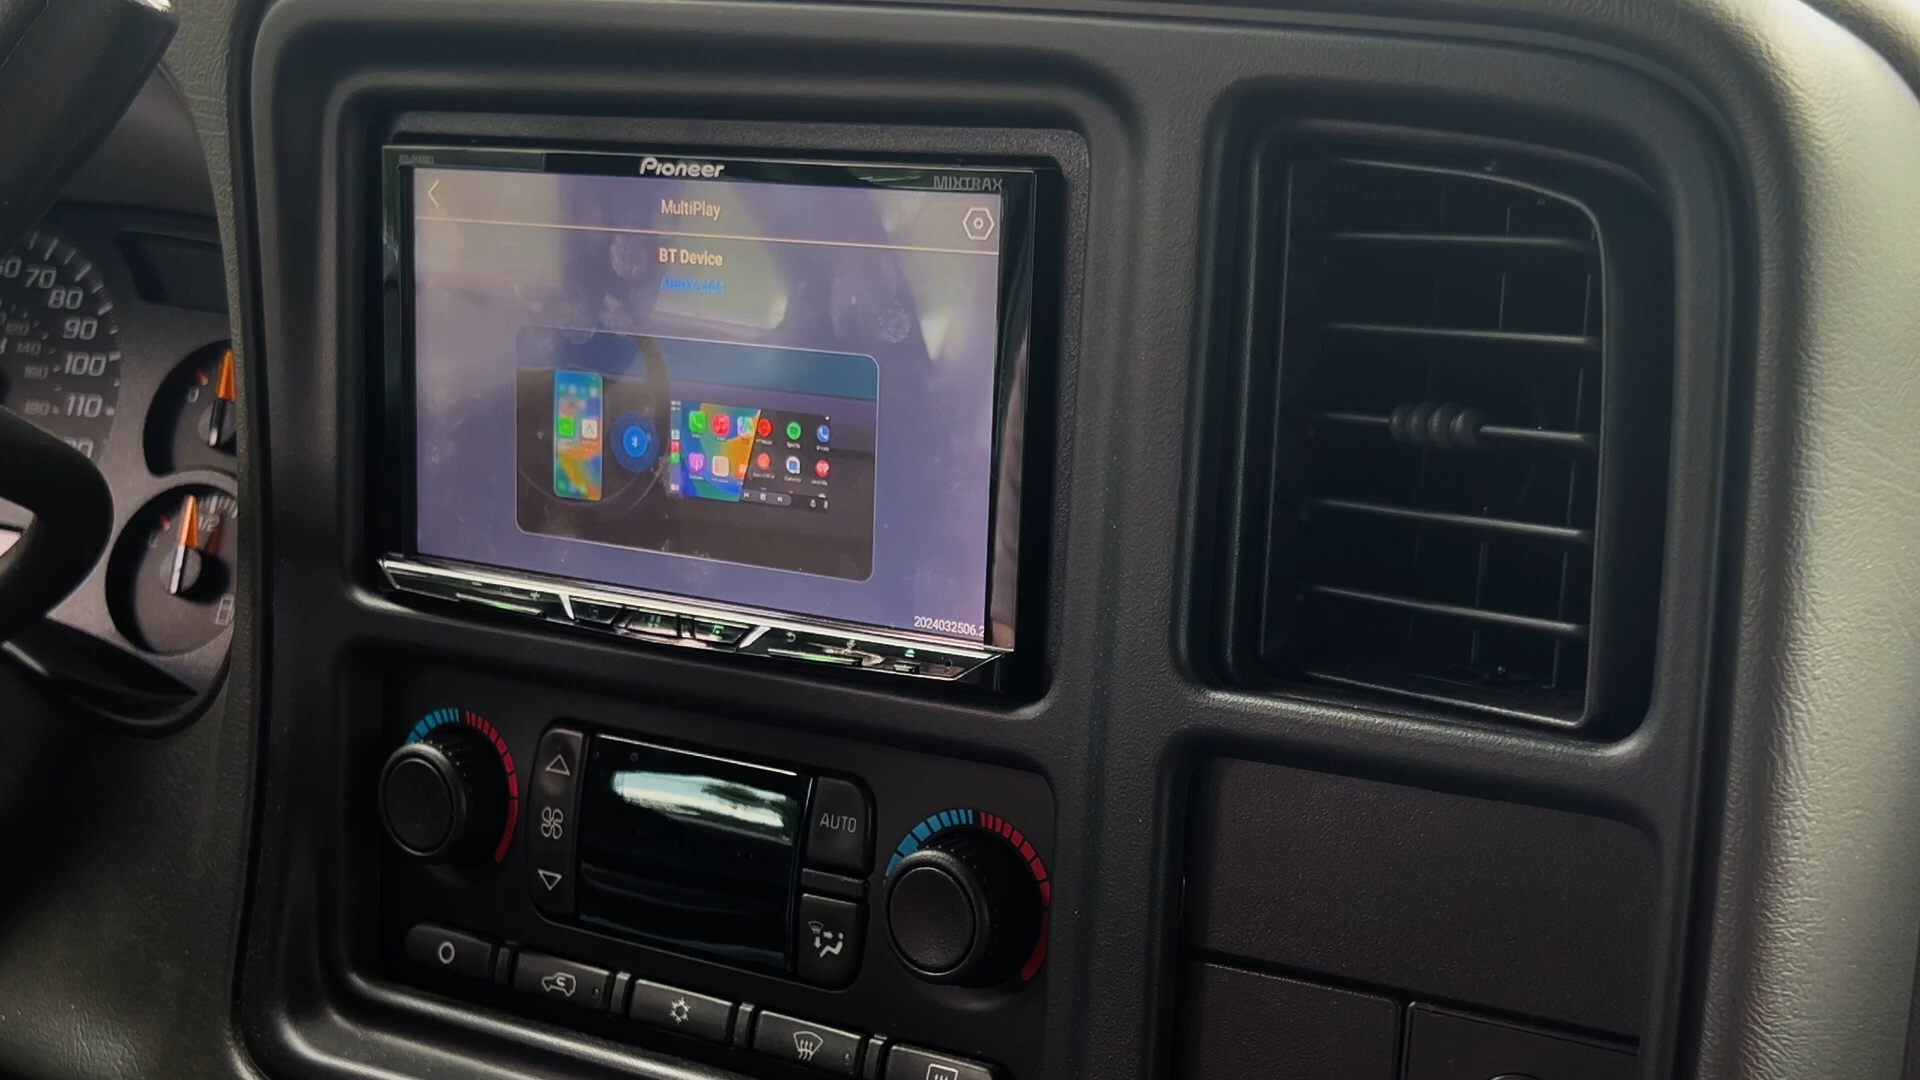 Pioneer
MIXTRAX
MultiPlay
BT Device
2024032506.2
70
80
90
100
110
AUTO